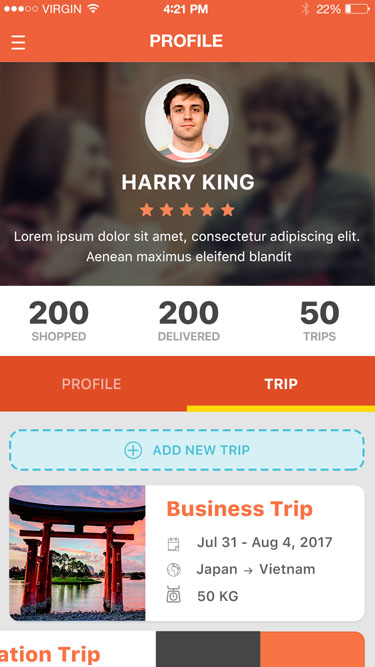 VIRGIN 4:21 PM 22%
PROFILE
HARRY KING
Lorem ipsum dolor sit amet, consectetur adipiscing elit.
Aenean maximus eleifend blandit
200 200 50
SHOPPED DELIVERED TRIPS
PROFILE TRIP
ADD NEW TRIP
Business Trip
Jul 31 - Aug 4, 2017
Japan → Vietnam
50 KG
ation Trip